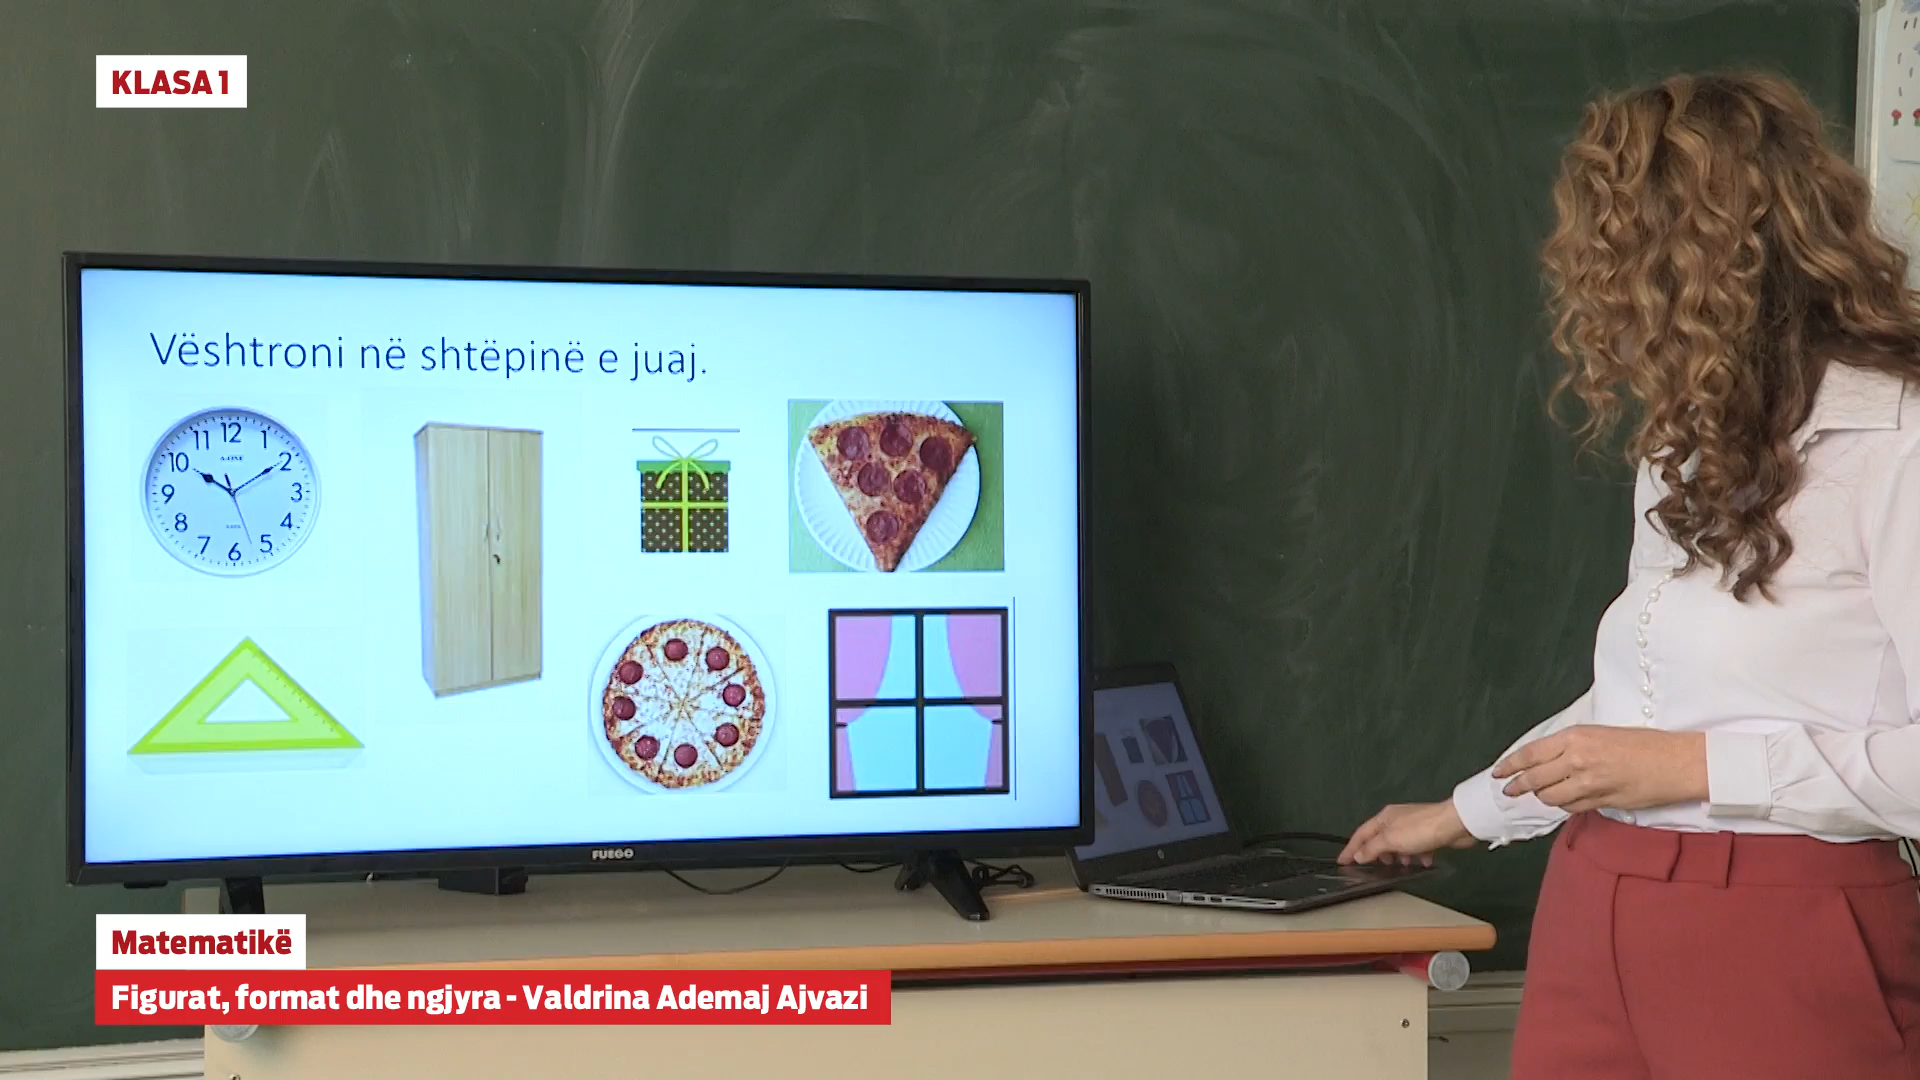 KLASA 1
Vështroni në shtëpinë e juaj.
12
11 1
10 2
9 3
8 4
7 5
6
FUEGO
Matematikë
Figurat, format dhe ngjyra - Valdrina Ademaj Ajvazi